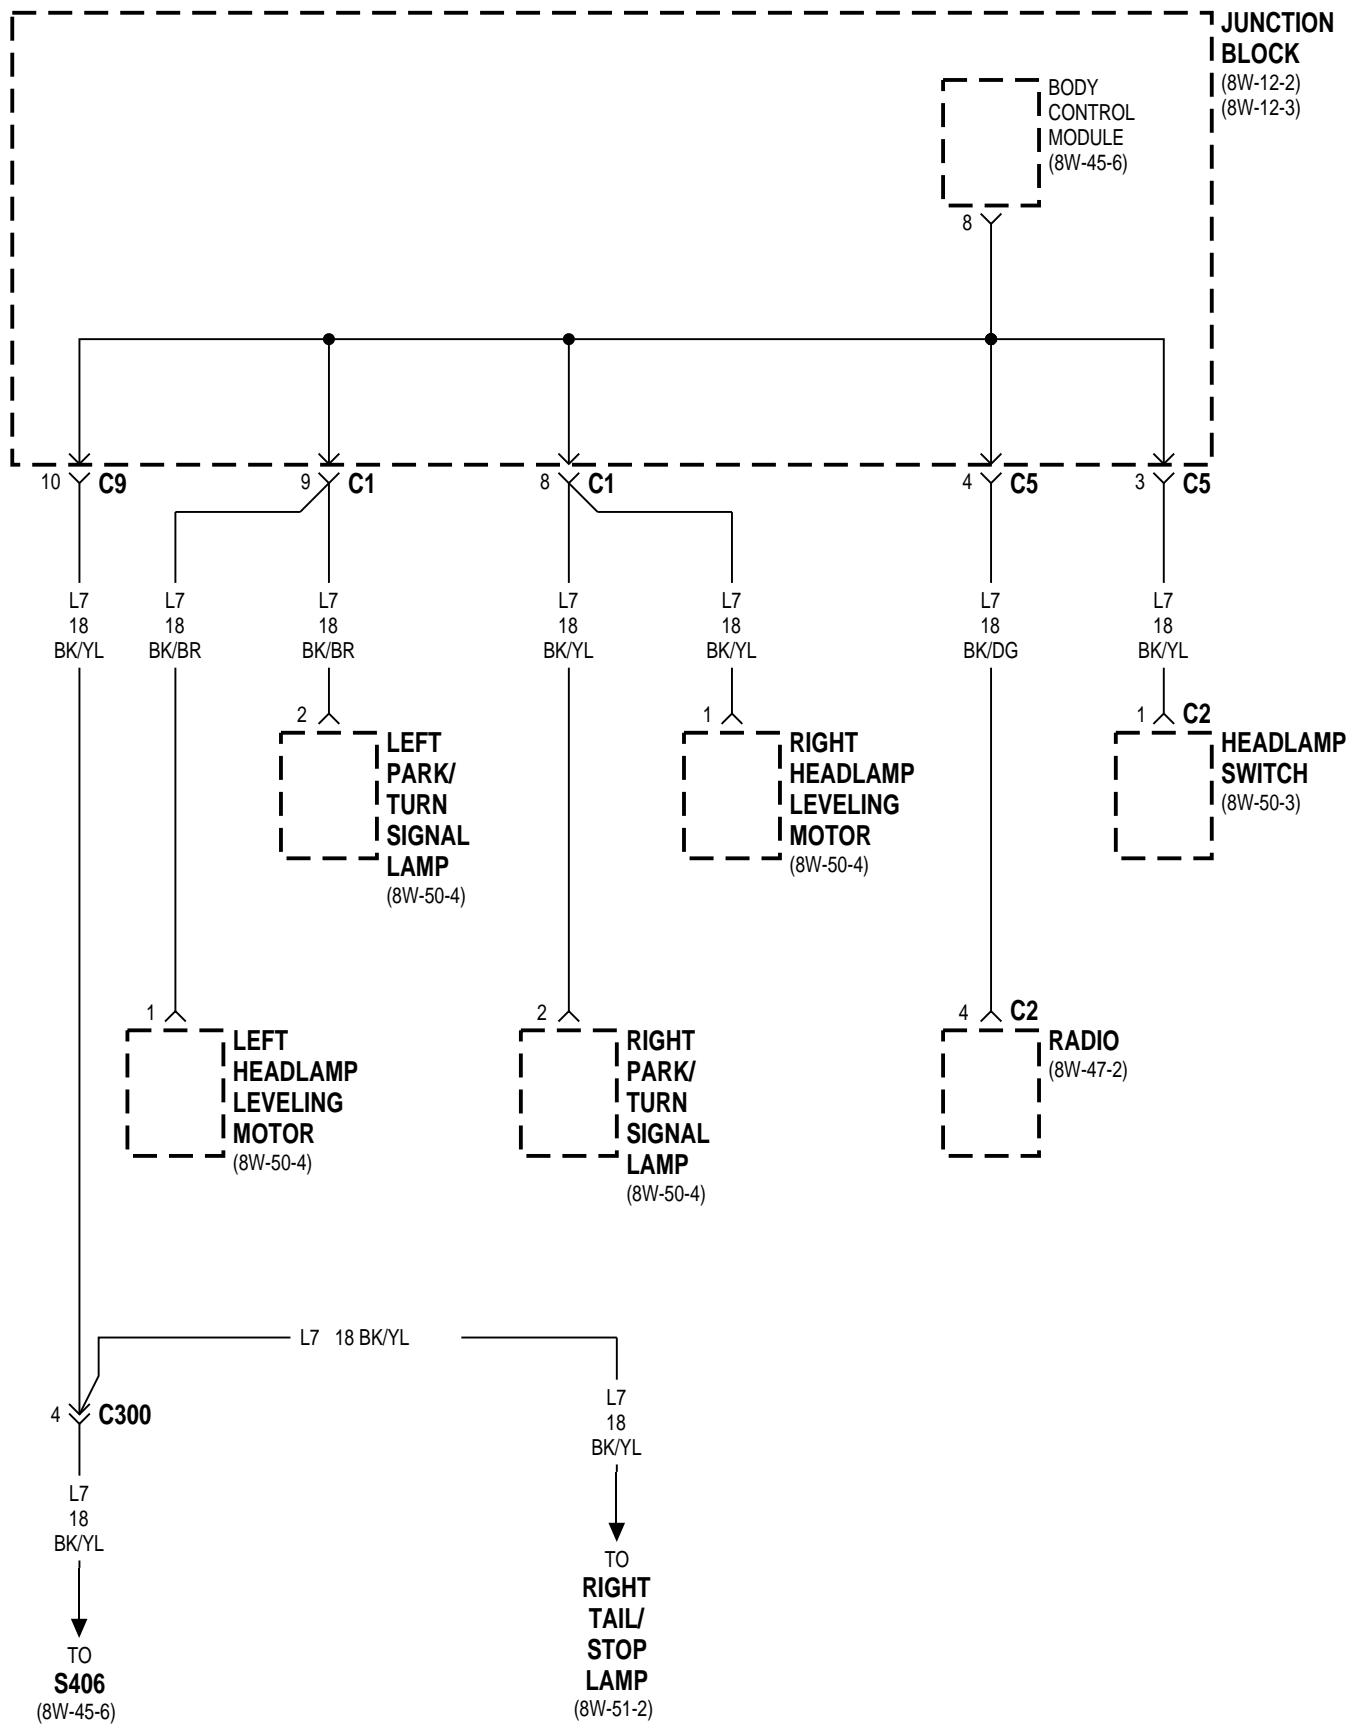 JUNCTION
BLOCK
(8W-12-2)
(8W-12-3)
BODY
CONTROL
MODULE
(8W-45-6)
8
10 C9
9 C1
8 C1
4 C5
3 C5
L7
18
BK/YL
L7
18
BK/BR
L7
18
BK/BR
L7
18
BK/YL
L7
18
BK/YL
L7
18
BK/DG
L7
18
BK/YL
2
LEFT
PARK/
TURN
SIGNAL
LAMP
(8W-50-4)
1
RIGHT
HEADLAMP
LEVELING
MOTOR
(8W-50-4)
1 C2
HEADLAMP
SWITCH
(8W-50-3)
1
LEFT
HEADLAMP
LEVELING
MOTOR
(8W-50-4)
2
RIGHT
PARK/
TURN
SIGNAL
LAMP
(8W-50-4)
4 C2
RADIO
(8W-47-2)
L7 18 BK/YL
4 C300
L7
18
BK/YL
L7
18
BK/YL
TO
RIGHT
TAIL/
STOP
LAMP
(8W-51-2)
TO
S406
(8W-45-6)